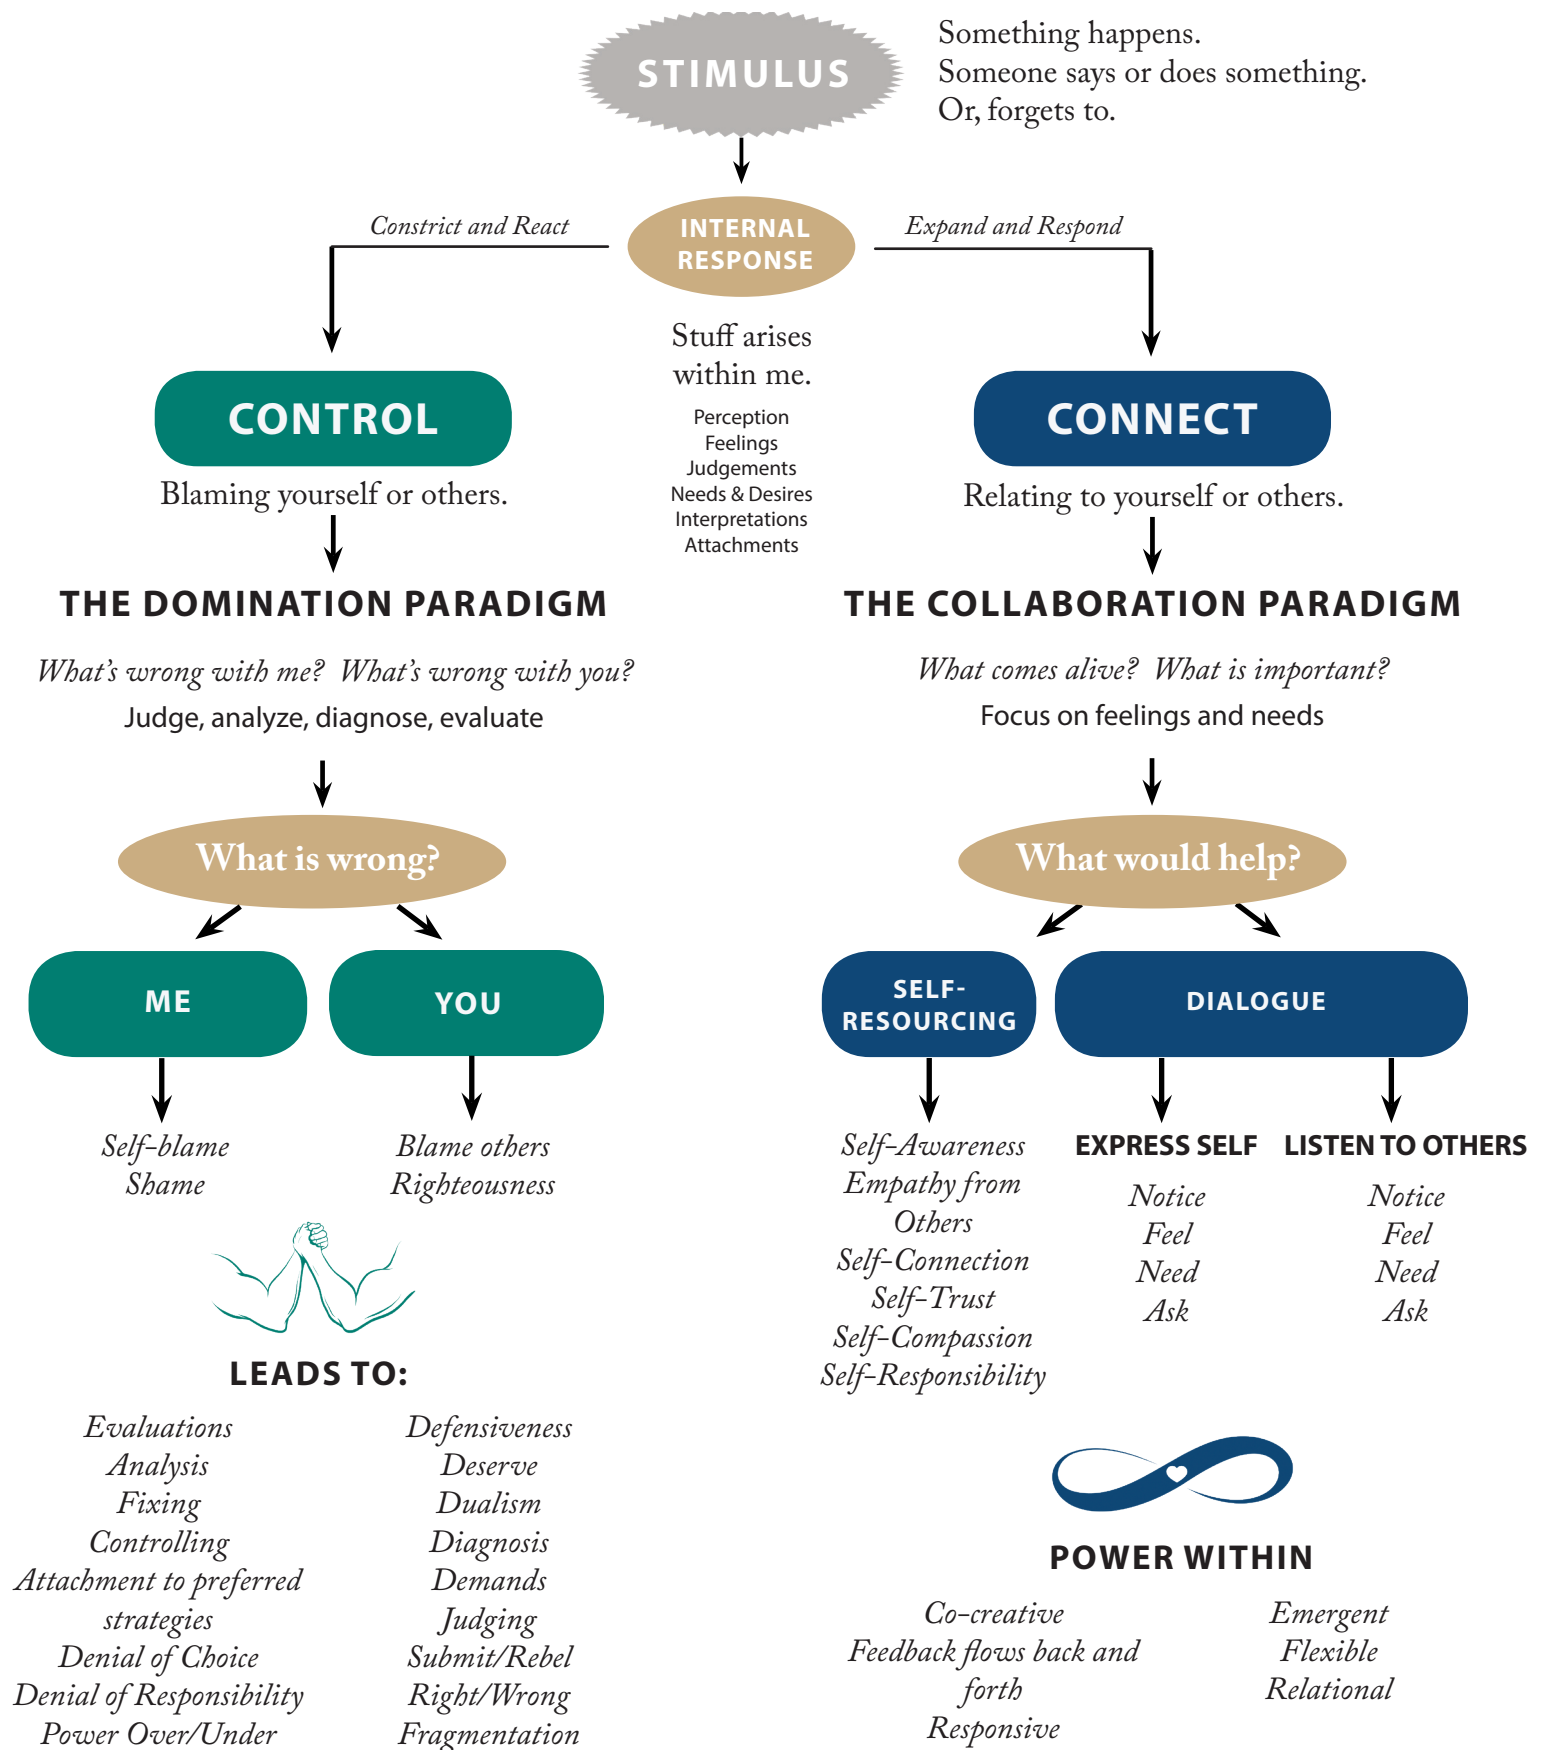 STIMULUS
Something happens.
Someone says or does something.
Or, forgets to.
Constrict and React
INTERNAL
RESPONSE
Expand and Respond
Stuff arises
within me.
Perception
Feelings
Judgements
Needs & Desires
Interpretations
Attachments
CONTROL
Blaming yourself or others.
THE DOMINATION PARADIGM
What's wrong with me? What's wrong with you?
Judge, analyze, diagnose, evaluate
What is wrong?
ME
YOU
Self-blame
Shame
Blame others
Righteousness
LEADS TO:
Evaluations
Analysis
Fixing
Controlling
Attachment to preferred
strategies
Denial of Choice
Denial of Responsibility
Power Over/Under
Defensiveness
Deserve
Dualism
Diagnosis
Demands
Judging
Submit/Rebel
Right/Wrong
Fragmentation
CONNECT
Relating to yourself or others.
THE COLLABORATION PARADIGM
What comes alive? What is important?
Focus on feelings and needs
What would help?
SELF-
RESOURCING
DIALOGUE
Self-Awareness
Empathy from
Others
Self-Connection
Self-Trust
Self-Compassion
Self-Responsibility
EXPRESS SELF
Notice
Feel
Need
Ask
LISTEN TO OTHERS
Notice
Feel
Need
Ask
POWER WITHIN
Co-creative
Feedback flows back and
forth
Responsive
Emergent
Flexible
Relational